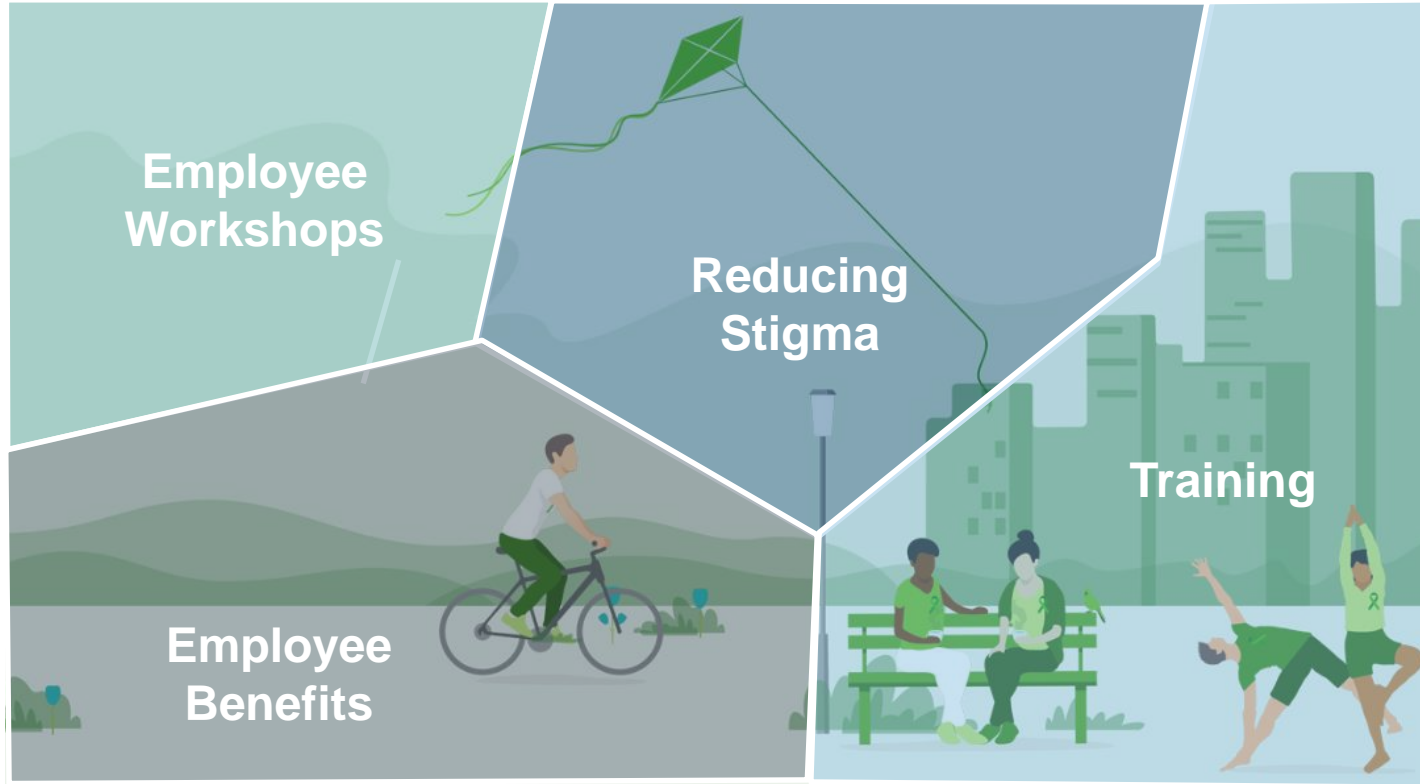 Employee
Workshops
Reducing
Stigma
Training
Employee
Benefits